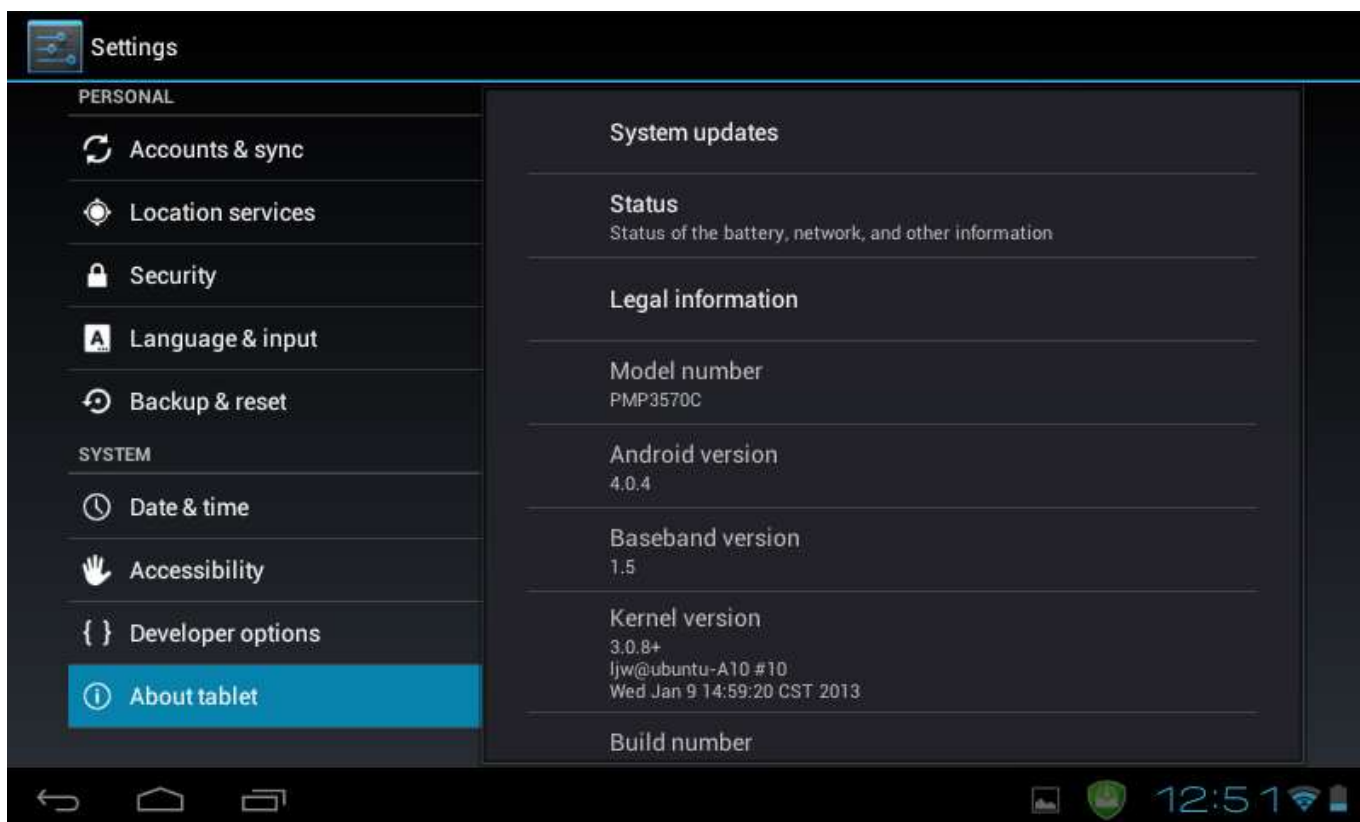 Settings
PERSONAL
Accounts & sync
Location services
Security
Language & input
Backup & reset
SYSTEM
Date & time
Accessibility
{ } Developer options
About tablet
System updates
Status
Status of the battery, network, and other information
Legal information
Model number
PMP3570C
Android version
4.0.4
Baseband version
1.5
Kernel version
3.0.8+
ljw@ubuntu-A10 #10
Wed Jan 9 14:59:20 CST 2013
Build number
12:51